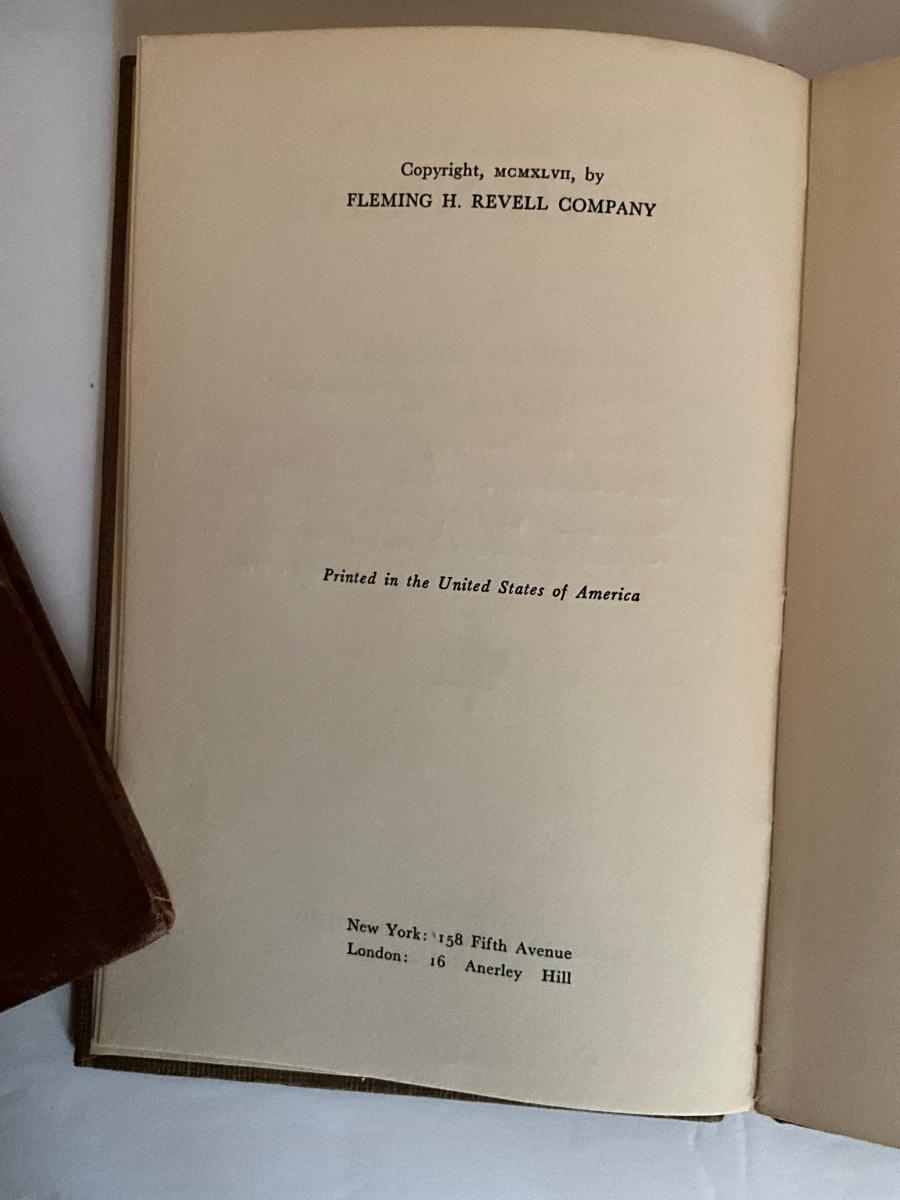 Copyright, MCMXLVII, by
FLEMING H. REVELL COMPANY
Printed in the United States of America
New York: 158 Fifth Avenue
London: 16 Anerley Hill